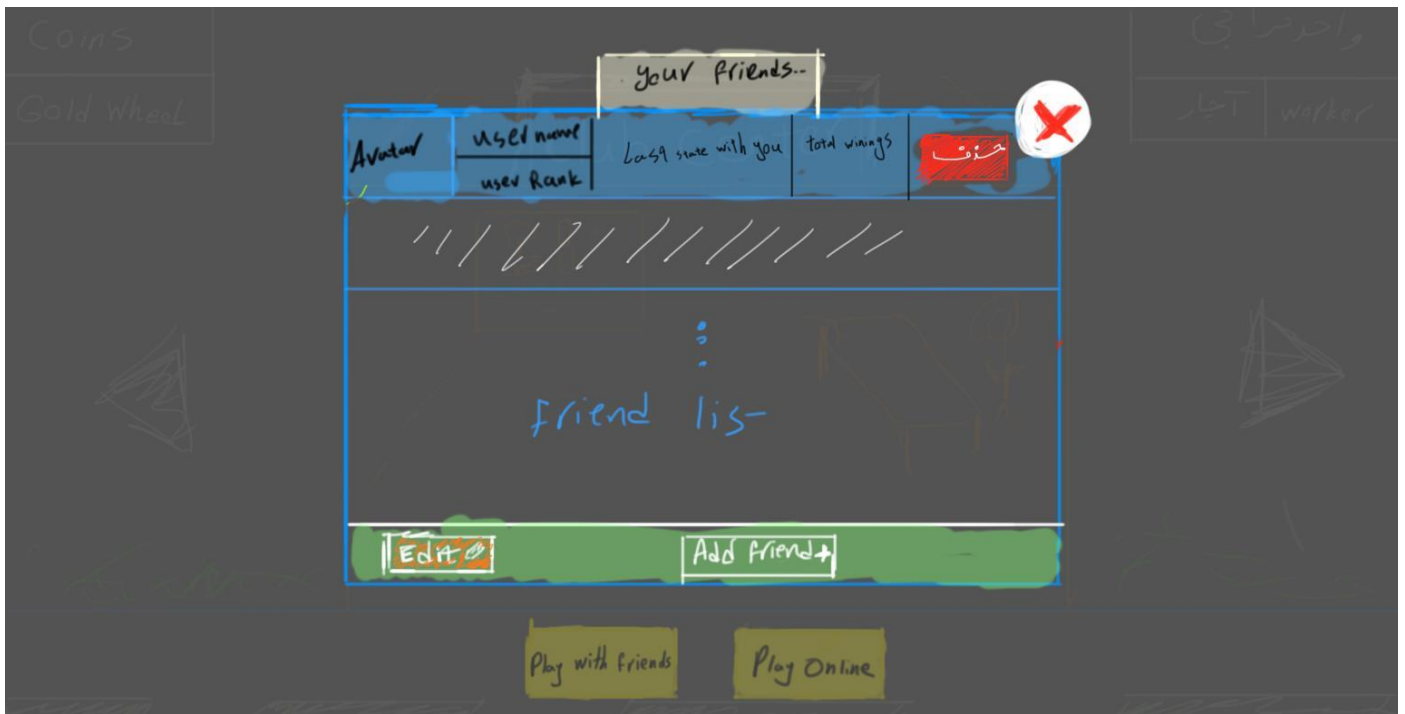 Coins
Gold Wheel
your friends..
Avatar
user name
user Rank
Last state with you
total winings
حذف
آچار
worker
friend lis
Edit
Add friend+
Play with friends
Play Online